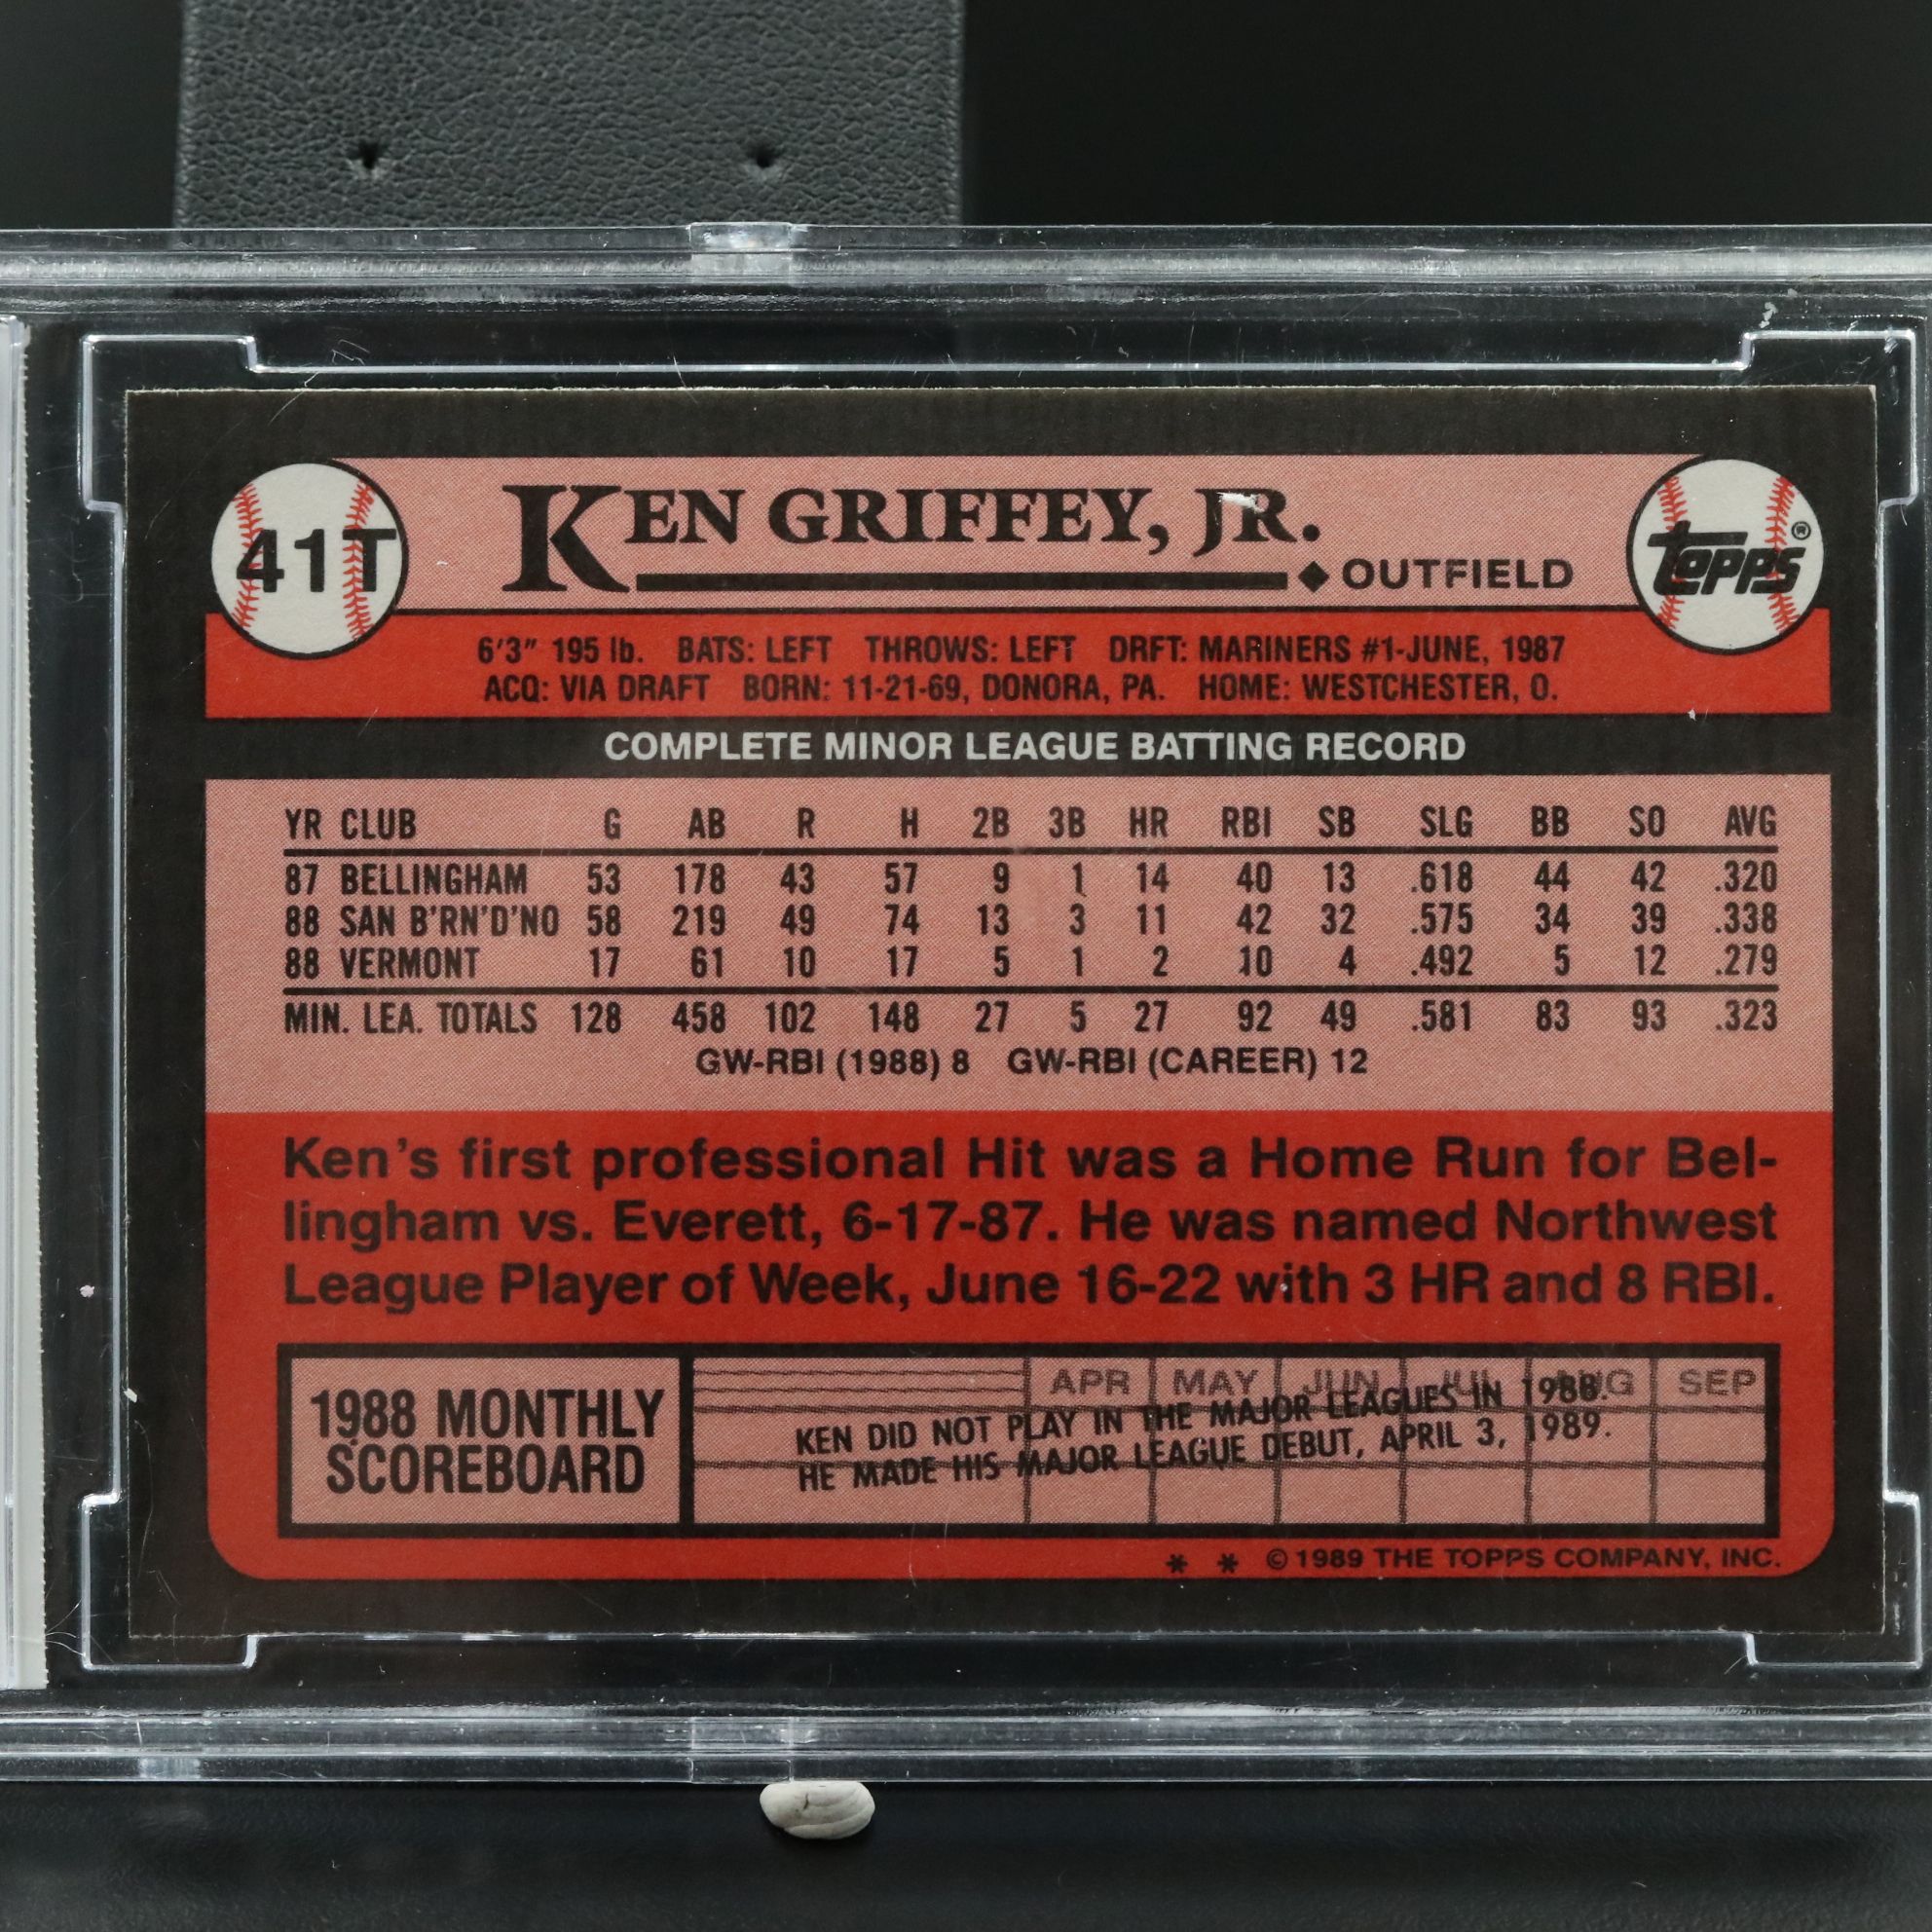 41T
KEN GRIFFEY, JR.
◆ OUTFIELD
topps®
6'3" 195 lb. BATS: LEFT THROWS: LEFT DRFT: MARINERS #1-JUNE, 1987
ACQ: VIA DRAFT BORN: 11-21-69, DONORA, PA. HOME: WESTCHESTER, O.
COMPLETE MINOR LEAGUE BATTING RECORD
YR CLUB G AB R H 2B 3B HR RBI SB SLG BB SO AVG
87 BELLINGHAM 53 178 43 57 9 1 14 40 13 .618 44 42 .320
88 SAN B'RN'D'NO 58 219 49 74 13 3 11 42 32 .575 34 39 .338
88 VERMONT 17 61 10 17 5 1 2 10 4 .492 5 12 .279
MIN. LEA. TOTALS 128 458 102 148 27 5 27 92 49 .581 83 93 .323
GW-RBI (1988) 8 GW-RBI (CAREER) 12
Ken's first professional Hit was a Home Run for Bel-
lingham vs. Everett, 6-17-87. He was named Northwest
League Player of Week, June 16-22 with 3 HR and 8 RBI.
1988 MONTHLY
SCOREBOARD
APR MAY JUN JUL AUG SEP
KEN DID NOT PLAY IN THE MAJOR LEAGUES IN 1988.
HE MADE HIS MAJOR LEAGUE DEBUT, APRIL 3, 1989.
* * © 1989 THE TOPPS COMPANY, INC.